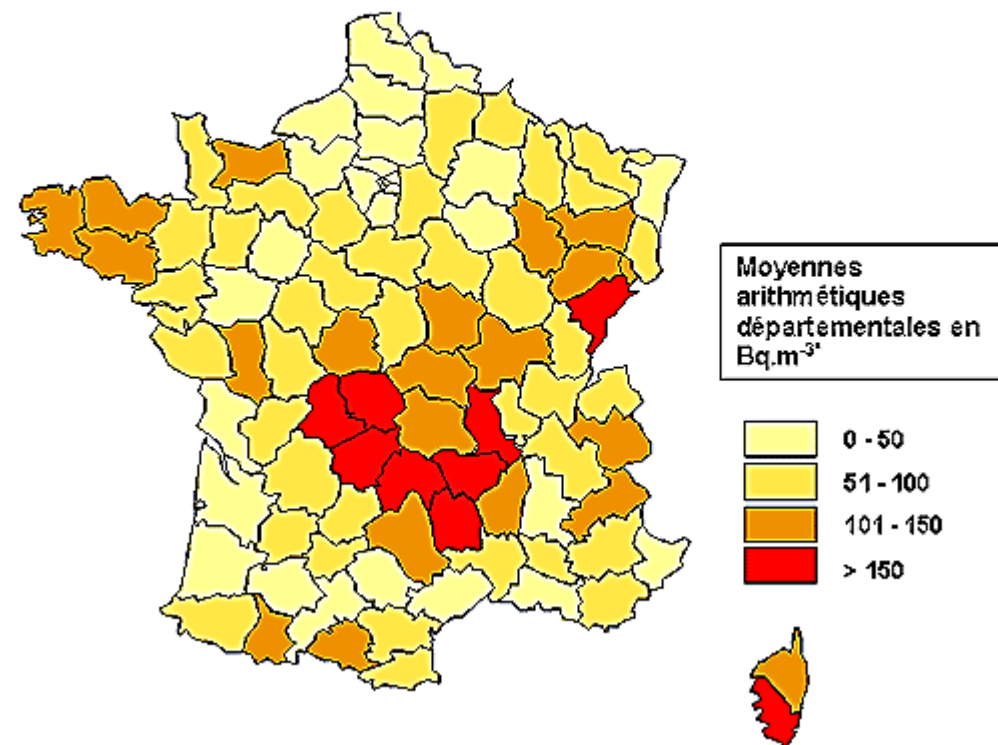 Moyennes
arithmétiques
départementales en
Bq.m-3*
0 - 50
51 - 100
101 - 150
> 150